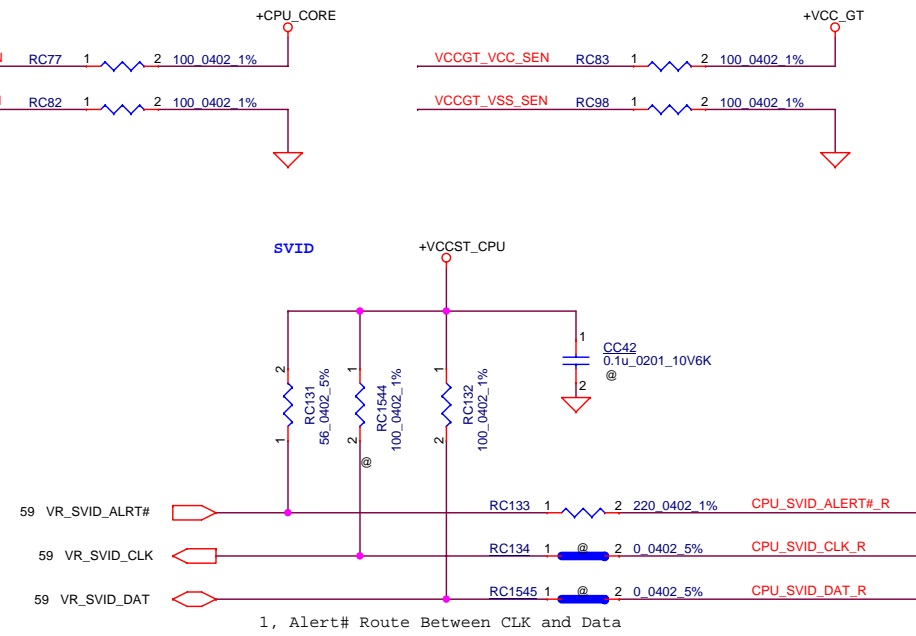 +CPU_CORE
+VCC_GT
N RC77 1 2 100_0402_1%
VCCGT_VCC_SEN RC83 1 2 100_0402_1%
RC82 1 2 100_0402_1%
VCCGT_VSS_SEN RC98 1 2 100_0402_1%
SVID
+VCCST_CPU
1
CC42
0.1u_0201_10V6K
@
2
2
RC131
56_0402_5%
1
1
RC1544
100_0402_1%
2
@
1
RC132
100_0402_1%
2
59 VR_SVID_ALRT# RC133 1 2 220_0402_1% CPU_SVID_ALERT#_R
59 VR_SVID_CLK RC134 1 @ 2 0_0402_5% CPU_SVID_CLK_R
59 VR_SVID_DAT RC1545 1 @ 2 0_0402_5% CPU_SVID_DAT_R
1, Alert# Route Between CLK and Data